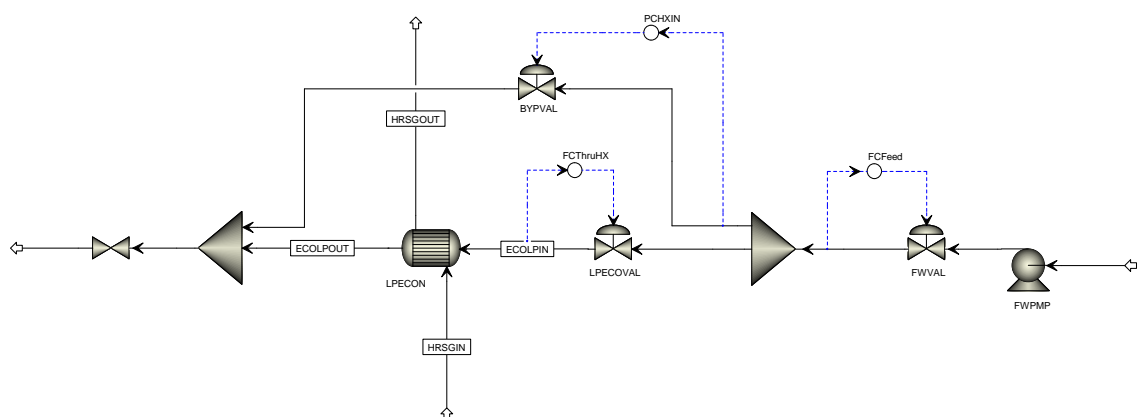 PCHXIN
BYPVAL
HRSGOUT
FCThruHX
FCFeed
ECOLPOUT
ECOLPIN
LPECOVAL
FWVAL
LPECON
FWPMP
HRSGIN